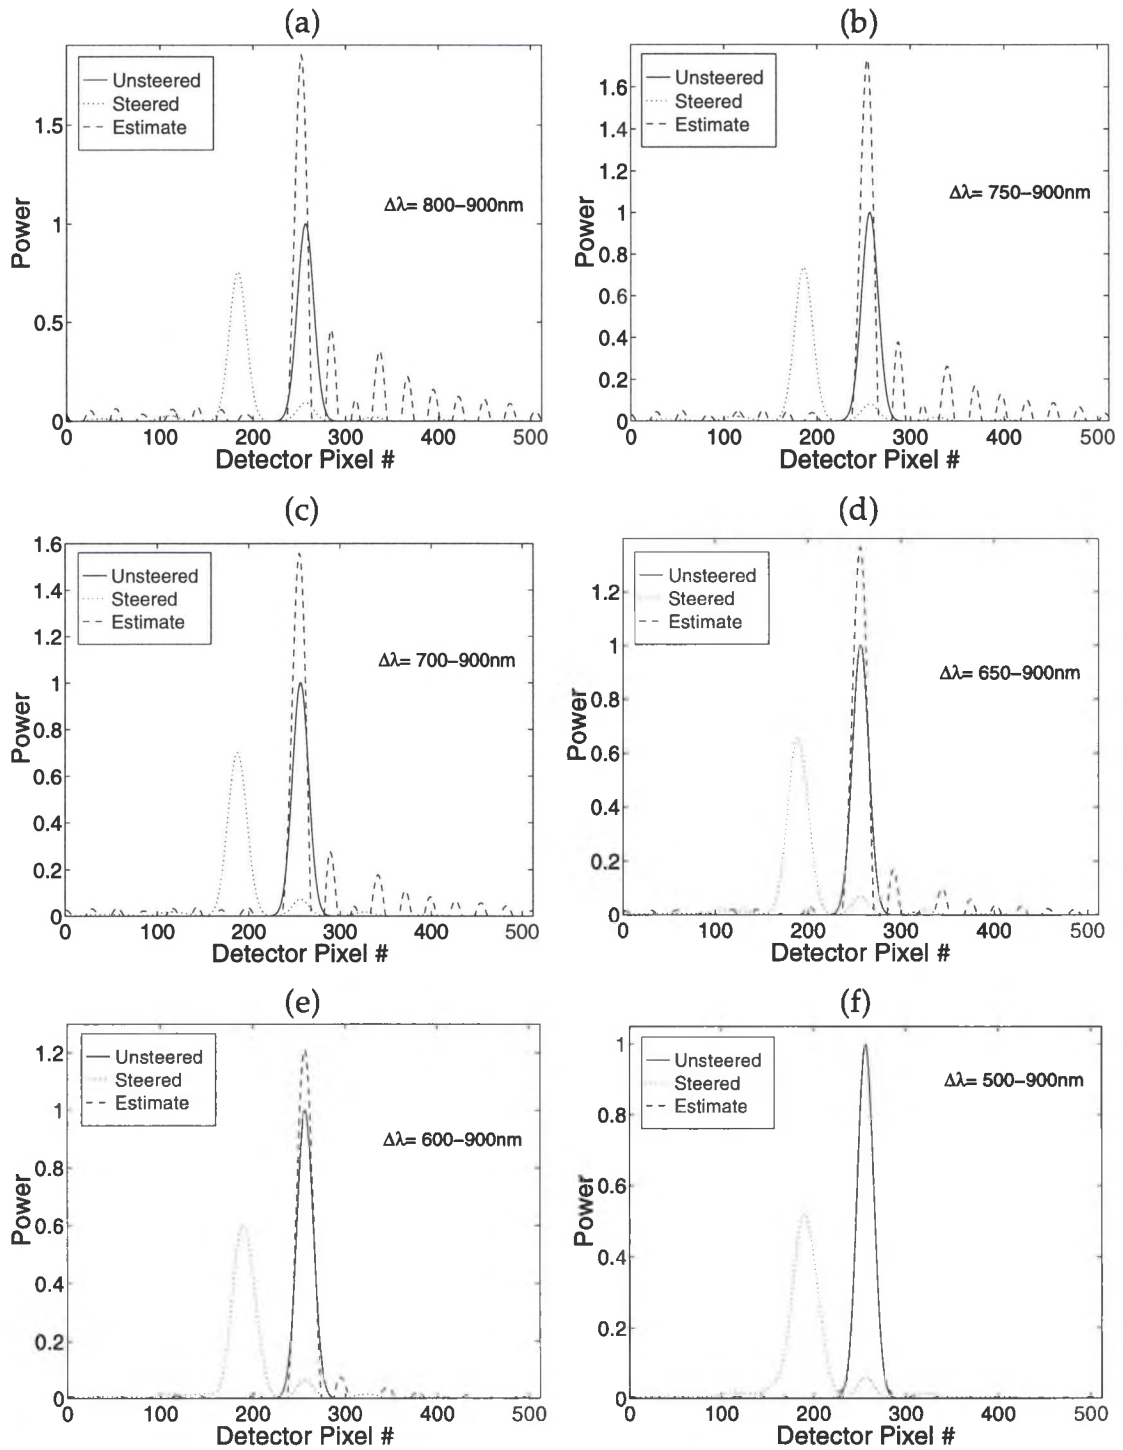 (a)
Unsteered
Steered
Estimate
Δλ= 800–900nm
Power
1.5
1
0.5
0
0 100 200 300 400 500
Detector Pixel #
(b)
Unsteered
Steered
Estimate
Δλ= 750–900nm
Power
1.6
1.4
1.2
1
0.8
0.6
0.4
0.2
0
0 100 200 300 400 500
Detector Pixel #
(c)
Unsteered
Steered
Estimate
Δλ= 700–900nm
Power
1.6
1.4
1.2
1
0.8
0.6
0.4
0.2
0
0 100 200 300 400 500
Detector Pixel #
(d)
Unsteered
Steered
Estimate
Δλ= 650–900nm
Power
1.2
1
0.8
0.6
0.4
0.2
0
0 100 200 300 400 500
Detector Pixel #
(e)
Unsteered
Steered
Estimate
Δλ= 600–900nm
Power
1.2
1
0.8
0.6
0.4
0.2
0
0 100 200 300 400 500
Detector Pixel #
(f)
Unsteered
Steered
Estimate
Δλ= 500–900nm
Power
1
0.8
0.6
0.4
0.2
0
0 100 200 300 400 500
Detector Pixel #